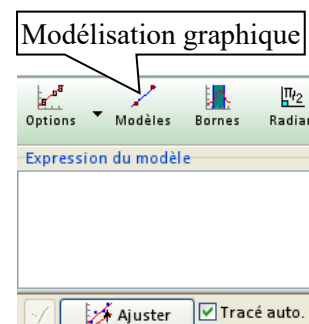 Modélisation graphique
Options Modèles Bornes Radian
Expression du modèle
Ajuster Tracé auto.